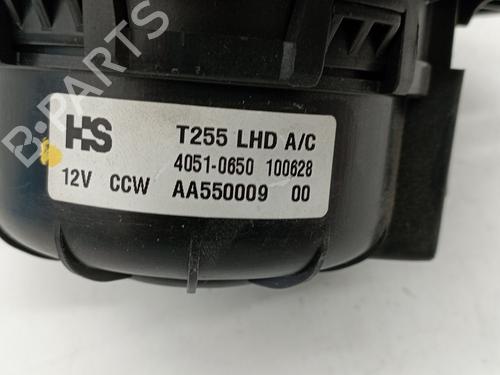 B-PARTS
HS T255 LHD A/C
4051-0650 100628
12V CCW AA550009 00